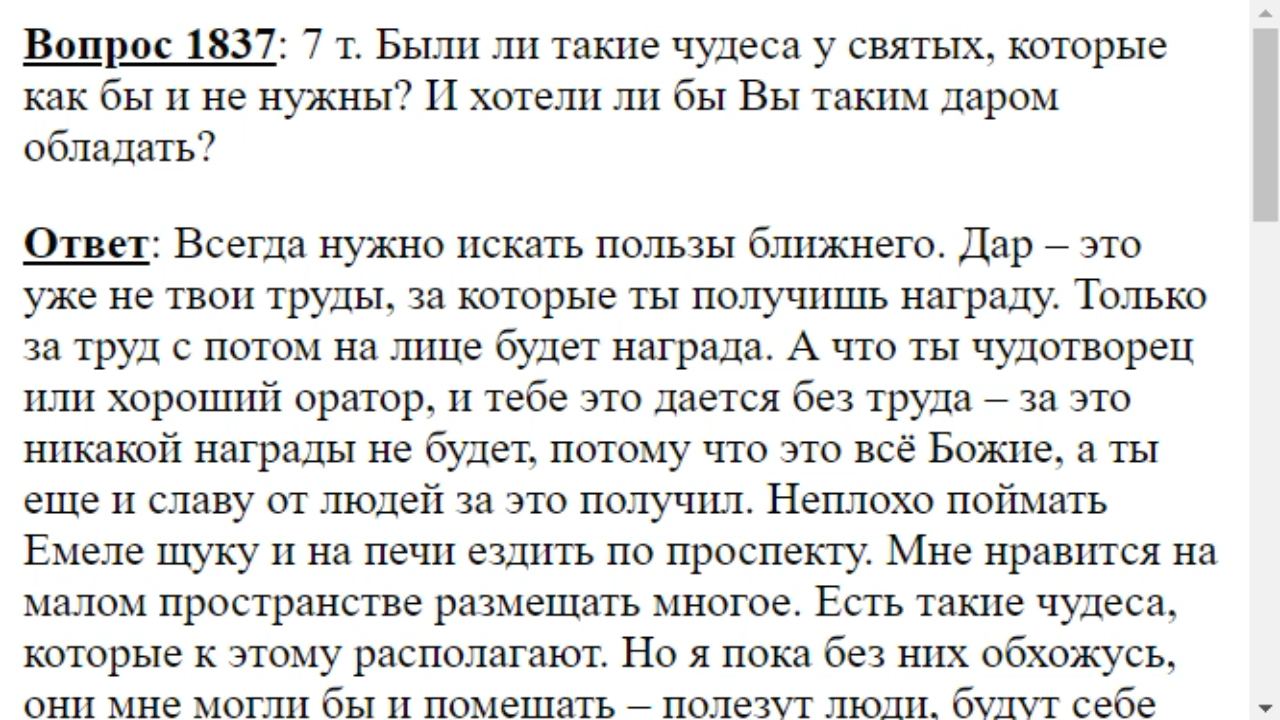 Вопрос 1837: 7 т. Были ли такие чудеса у святых, которые
как бы и не нужны? И хотели ли бы Вы таким даром
обладать?
Ответ: Всегда нужно искать пользы ближнего. Дар – это
уже не твои труды, за которые ты получишь награду. Только
за труд с потом на лице будет награда. А что ты чудотворец
или хороший оратор, и тебе это дается без труда – за это
никакой награды не будет, потому что это всё Божие, а ты
еще и славу от людей за это получил. Неплохо поймать
Емеле щуку и на печи ездить по проспекту. Мне нравится на
малом пространстве размещать многое. Есть такие чудеса,
которые к этому располагают. Но я пока без них обхожусь,
они мне могли бы и помешать – полезут люди, будут себе